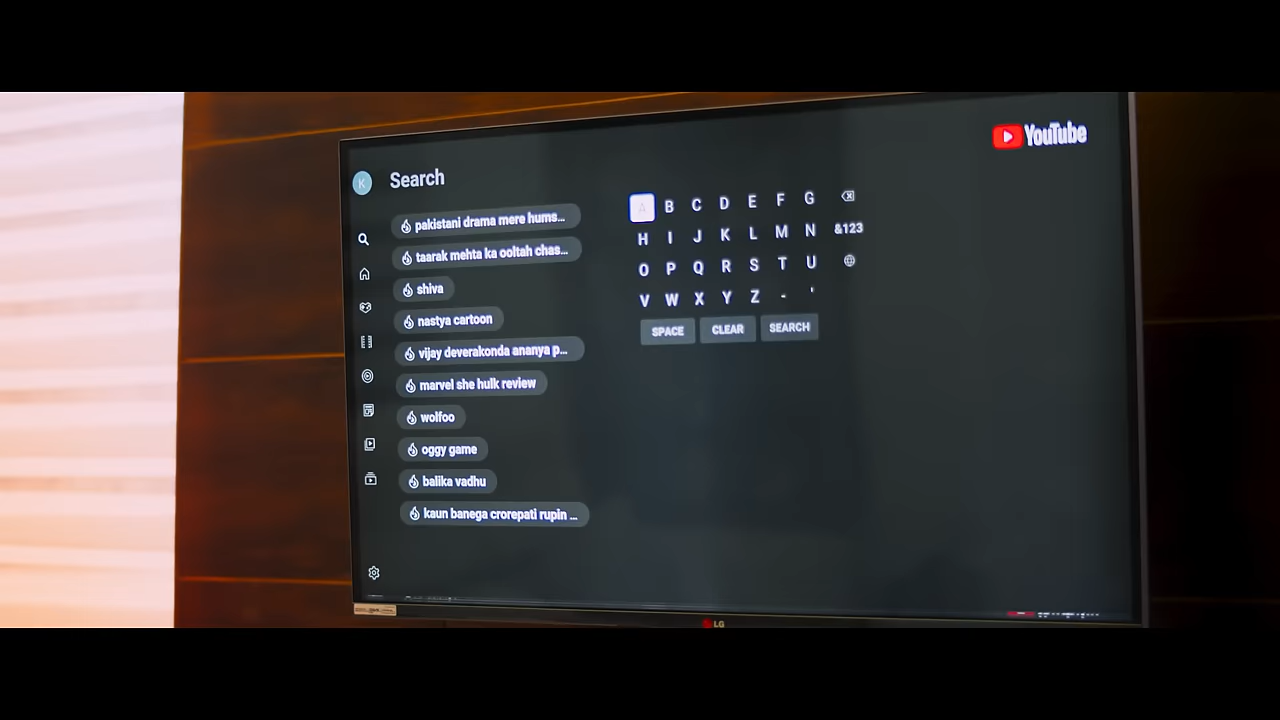 YouTube
K
Search
pakistani drama mere hums...
taarak mehta ka ooltah chas...
shiva
nastya cartoon
vijay deverakonda ananya p...
marvel she hulk review
wolfoo
oggy game
balika vadhu
kaun banega crorepati rupin ...
A B C D E F G
H I J K L M N &123
O P Q R S T U
V W X Y Z - '
SPACE CLEAR SEARCH
LG